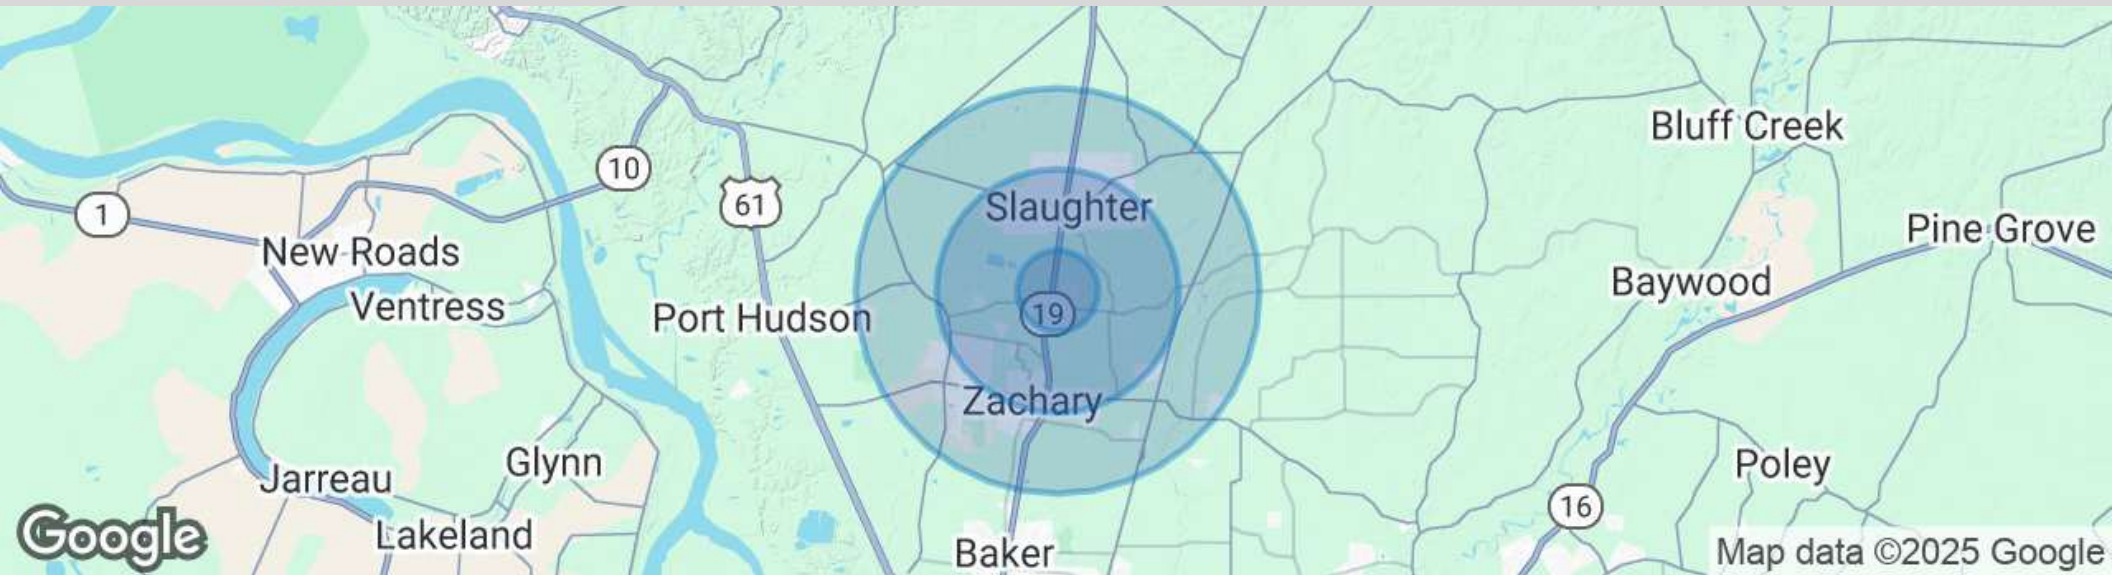 Bluff Creek
10
61
1
Slaughter
Pine Grove
New Roads
Baywood
Ventress
Port Hudson
19
Zachary
Glynn
Poley
Jarreau
16
Google
Lakeland
Baker
Map data ©2025 Google